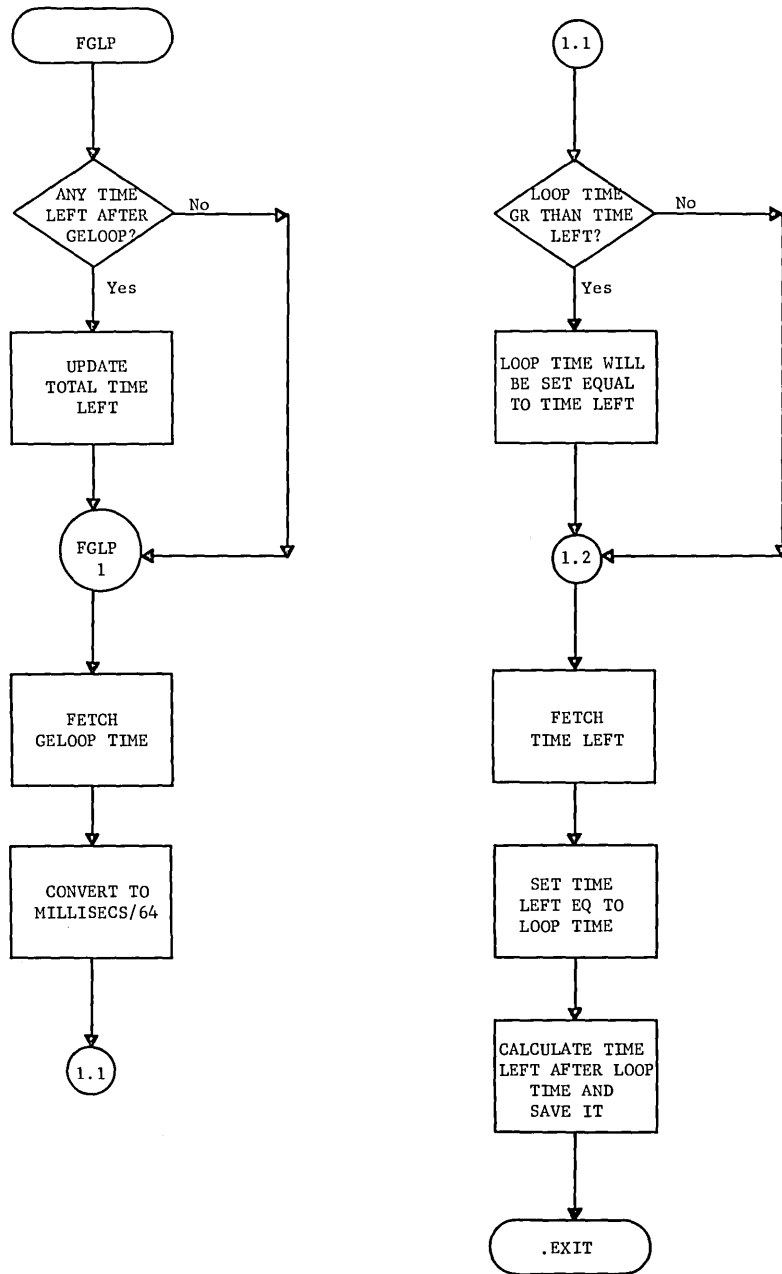 FGLP
ANY TIME
LEFT AFTER
GELOOP?
No
Yes
UPDATE
TOTAL TIME
LEFT
FGLP
1
FETCH
GELOOP TIME
CONVERT TO
MILLISECS/64
1.1
1.1
LOOP TIME
GR THAN TIME
LEFT?
No
Yes
LOOP TIME WILL
BE SET EQUAL
TO TIME LEFT
1.2
FETCH
TIME LEFT
SET TIME
LEFT EQ TO
LOOP TIME
CALCULATE TIME
LEFT AFTER LOOP
TIME AND
SAVE IT
.EXIT